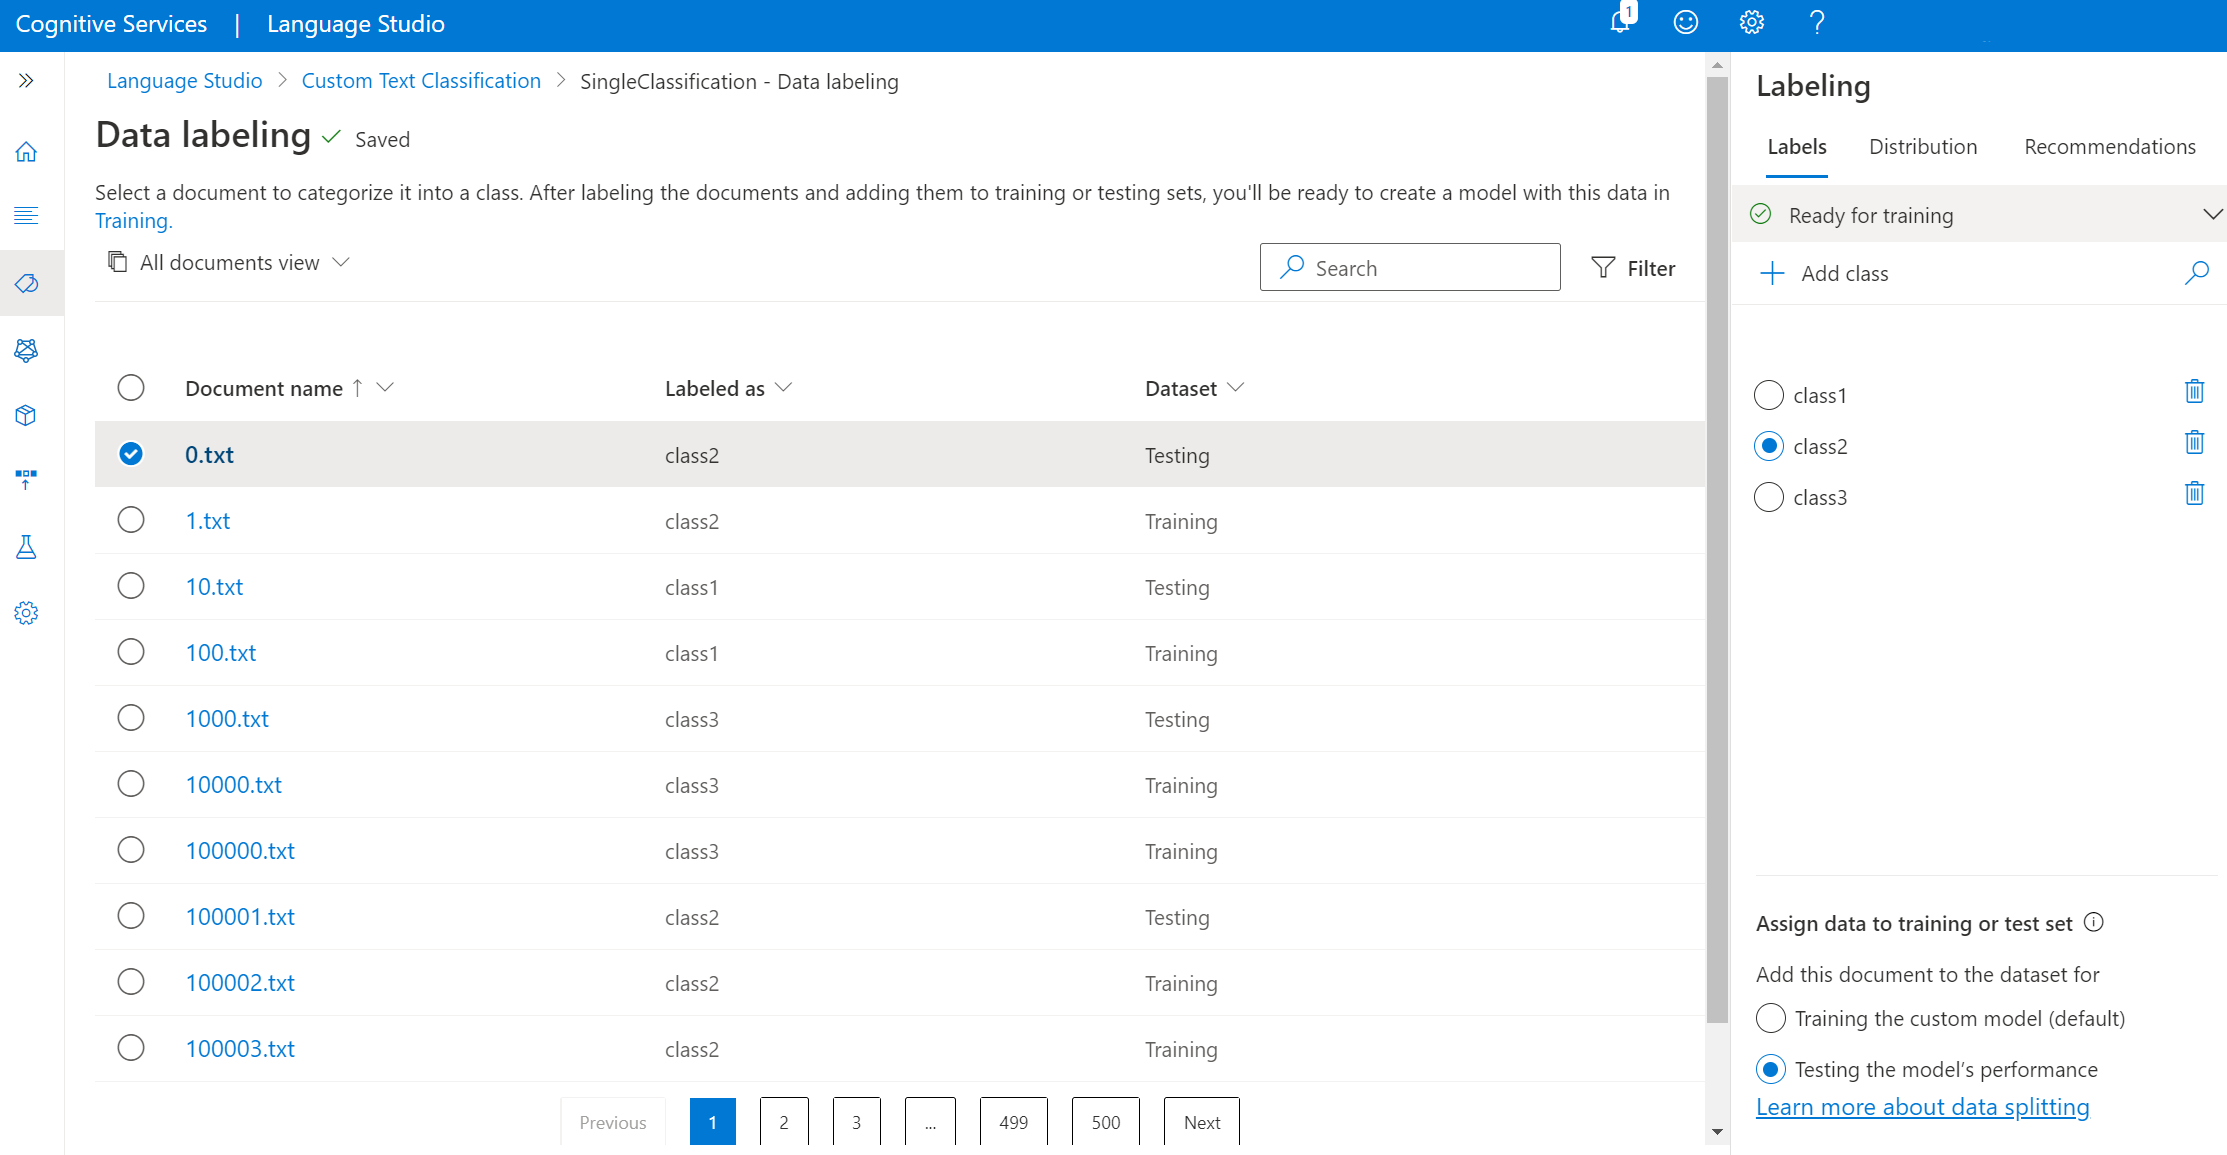 Cognitive Services | Language Studio
1
Language Studio > Custom Text Classification > SingleClassification - Data labeling
Data labeling Saved
Select a document to categorize it into a class. After labeling the documents and adding them to training or testing sets, you'll be ready to create a model with this data in
Training.
All documents view
Search
Filter
Document name ↑ Labeled as Dataset
0.txt class2 Testing
1.txt class2 Training
10.txt class1 Testing
100.txt class1 Training
1000.txt class3 Testing
10000.txt class3 Training
100000.txt class3 Training
100001.txt class2 Testing
100002.txt class2 Training
100003.txt class2 Training
Previous 1 2 3 ... 499 500 Next
Labeling
Labels Distribution Recommendations
Ready for training
+ Add class
class1
class2
class3
Assign data to training or test set
Add this document to the dataset for
Training the custom model (default)
Testing the model’s performance
Learn more about data splitting